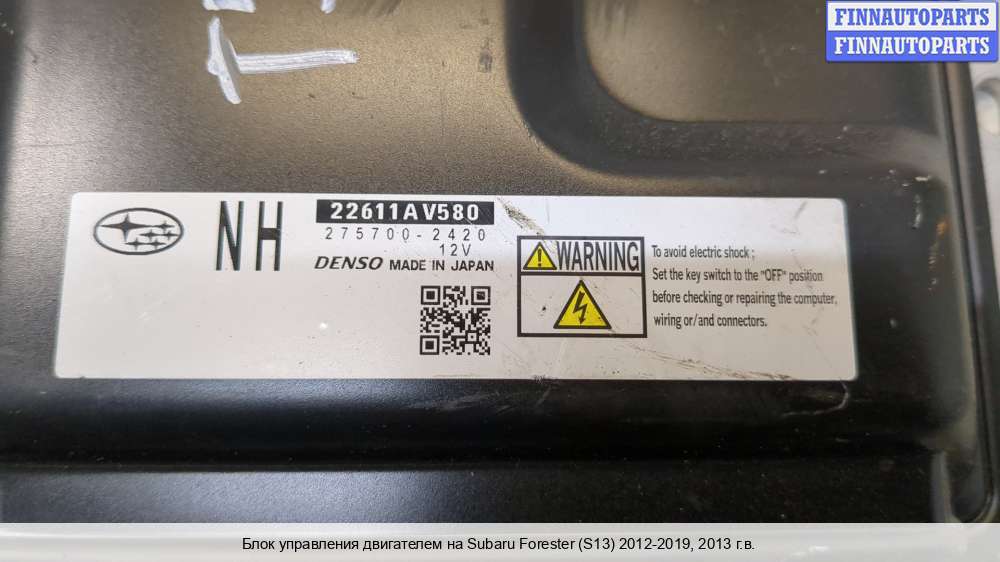 FINNAUTOPARTS
FINNAUTOPARTS
NH
22611AV580
275700-2420
12V
DENSO MADE IN JAPAN
WARNING
To avoid electric shock ;
Set the key switch to the "OFF" position
before checking or repairing the computer,
wiring or/and connectors.
Блок управления двигателем на Subaru Forester (S13) 2012-2019, 2013 г.в.